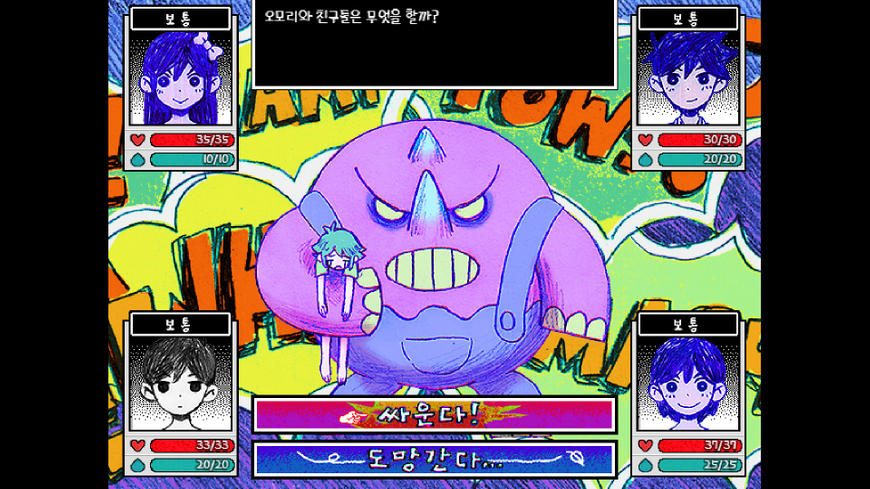 보통
오모리와 친구들은 무엇을 할까?
보통
35/35
10/10
30/30
20/20
보통
보통
싸운다!
도망간다...
33/33
20/20
37/37
25/25